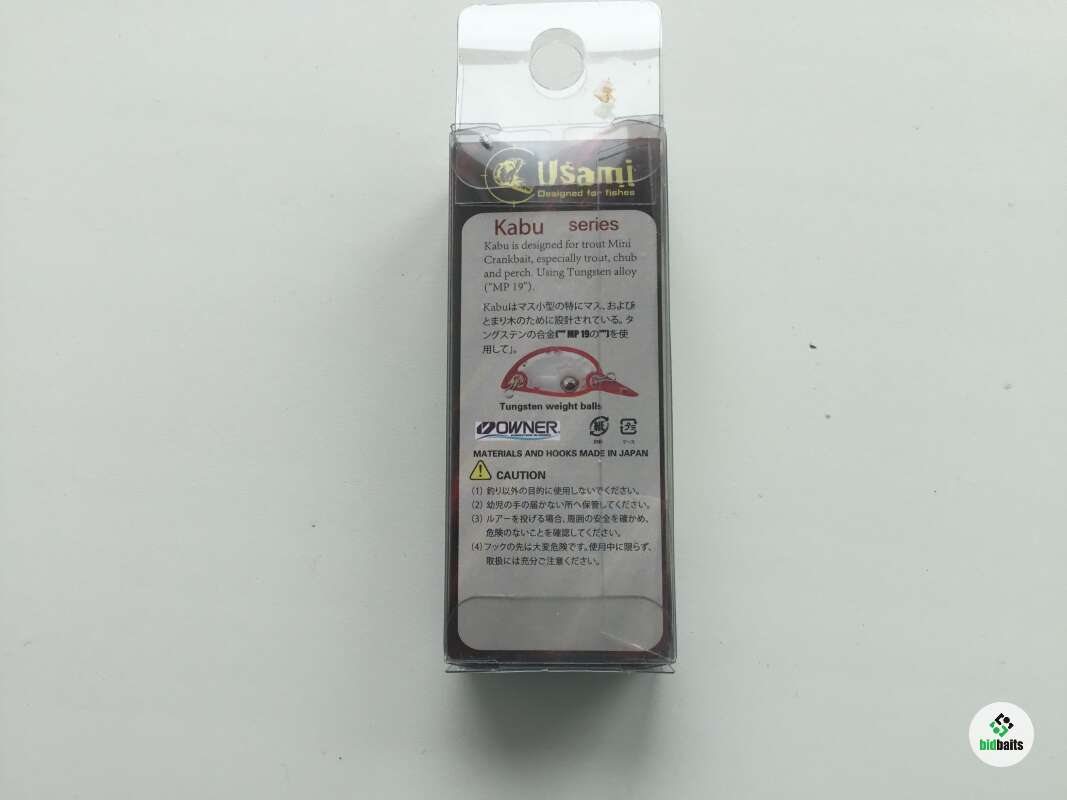 Usami
Designed for fishes
Kabu series
Kabu is designed for trout Mini
Crankbait, especially trout, chub
and perch. Using Tungsten alloy
("MP 19").
Kabuはマス小型の特にマス、および
とまり木のために設計されている。タ
ングステンの合金("" MP 19の"")を使
用して」。
Tungsten weight balls
OWNER
紙
プラ
ケース
MATERIALS AND HOOKS MADE IN JAPAN
CAUTION
(1) 釣り以外の目的に使用しないでください。
(2) 幼児の手の届かない所へ保管してください。
(3) ルアーを投げる場合、周囲の安全を確かめ、
危険のないことを確認してください。
(4) フックの先は大変危険です。使用中に限らず、
取扱には充分ご注意ください。
bidbaits